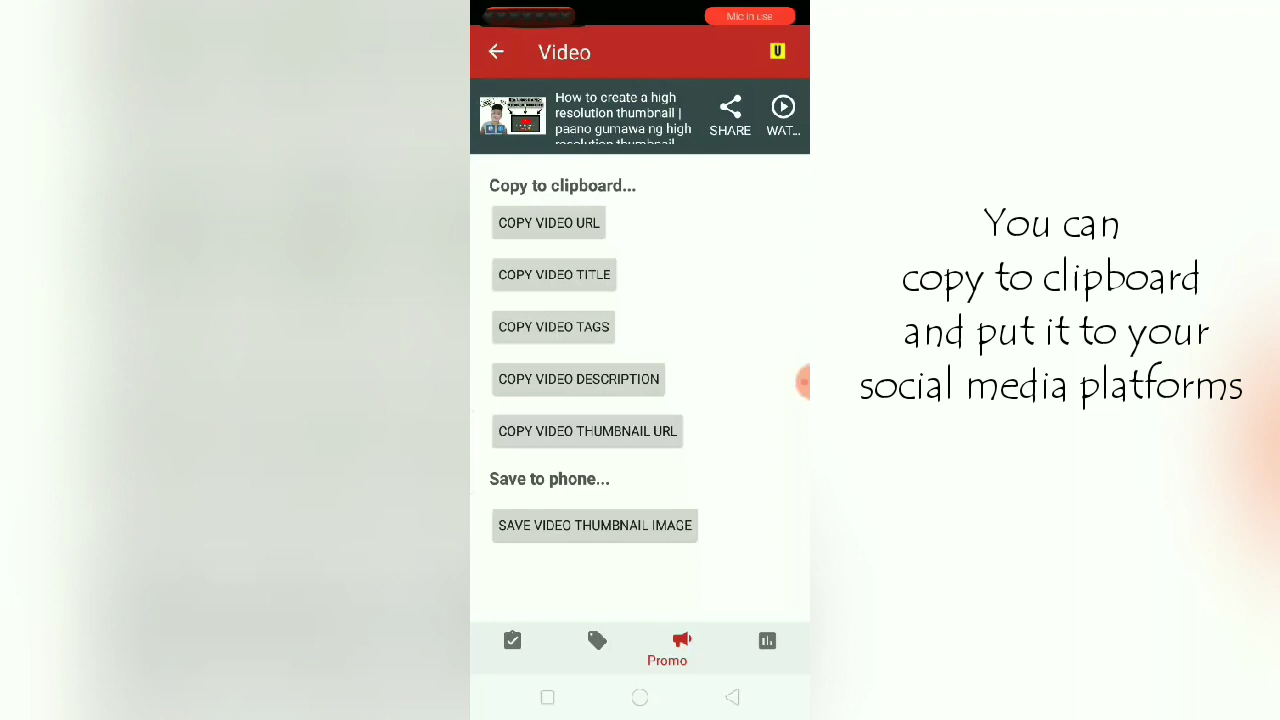 Mic in use
Video
U
How to create a high
resolution thumbnail |
paano gumawa ng high
resolution thumbnail
SHARE
WAT...
Copy to clipboard...
COPY VIDEO URL
COPY VIDEO TITLE
COPY VIDEO TAGS
COPY VIDEO DESCRIPTION
COPY VIDEO THUMBNAIL URL
Save to phone...
SAVE VIDEO THUMBNAIL IMAGE
Promo
You can
copy to clipboard
and put it to your
social media platforms